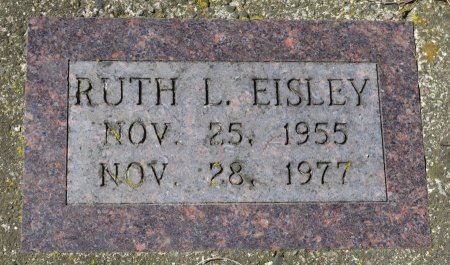 RUTH L. EISLEY
NOV. 25, 1955
NOV. 28, 1977